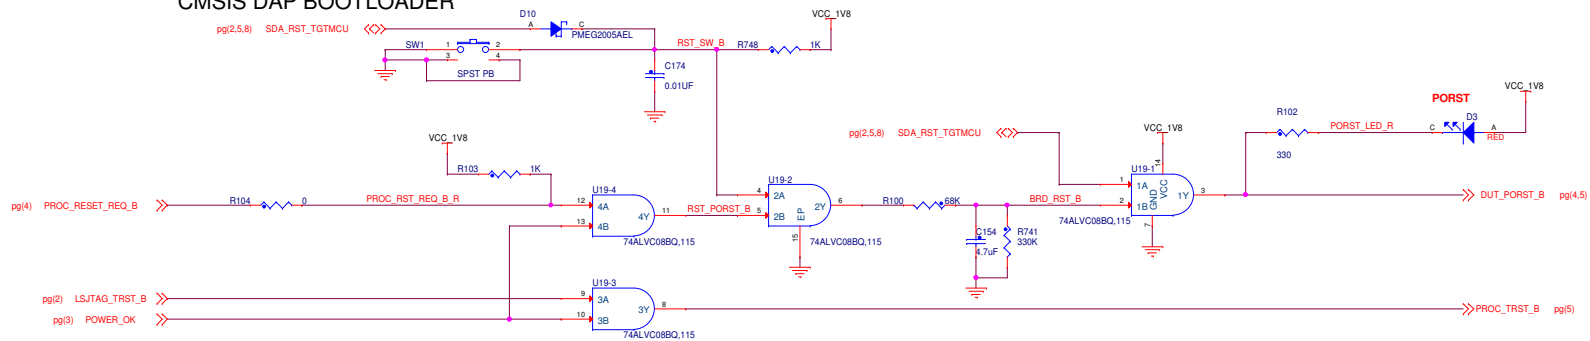 CMSIS DAP BOOTLOADER
pg(2,5,8) SDA_RST_TGTMCU
D10
A C
PMEG2005AEL
VCC_1V8
SW1 1 2
3 4
SPST PB
RST_SW_B
R748 1K
C174
0.01UF
VCC_1V8
R103 1K
pg(4) PROC_RESET_REQ_B
R104 0
PROC_RST_REQ_B_R
U19-4
12 4A
13 4B
4Y 11
74ALVC08BQ,115
RST_PORST_B
U19-2
4 2A
5 2B
EP
15
2Y 6
74ALVC08BQ,115
R100 68K
C154
4.7uF
R741
330K
BRD_RST_B
pg(2,5,8) SDA_RST_TGTMCU
VCC_1V8
U19-1
14
1 1A
2 1B
GND
VCC
7
1Y 3
74ALVC08BQ,115
R102
330
PORST_LED_R
PORST
D3
C A
RED
VCC_1V8
DUT_PORST_B pg(4,5)
pg(2) LSJTAG_TRST_B
pg(3) POWER_OK
U19-3
9 3A
10 3B
3Y 8
74ALVC08BQ,115
PROC_TRST_B pg(5)